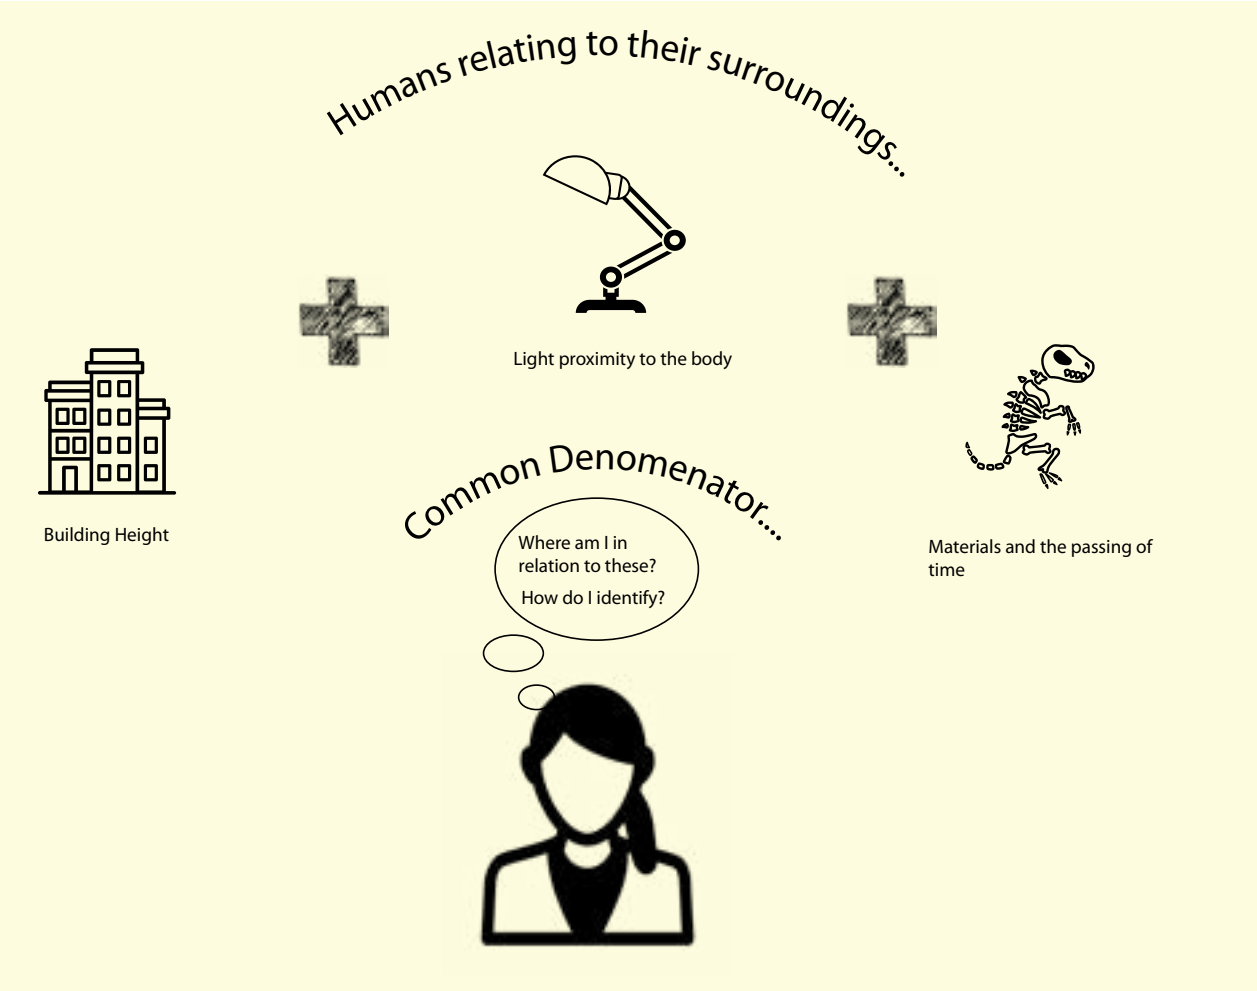 Humans relating to their surroundings...
Light proximity to the body
Building Height
Materials and the passing of
time
Common Denomenator....
Where am I in
relation to these?
How do I identify?